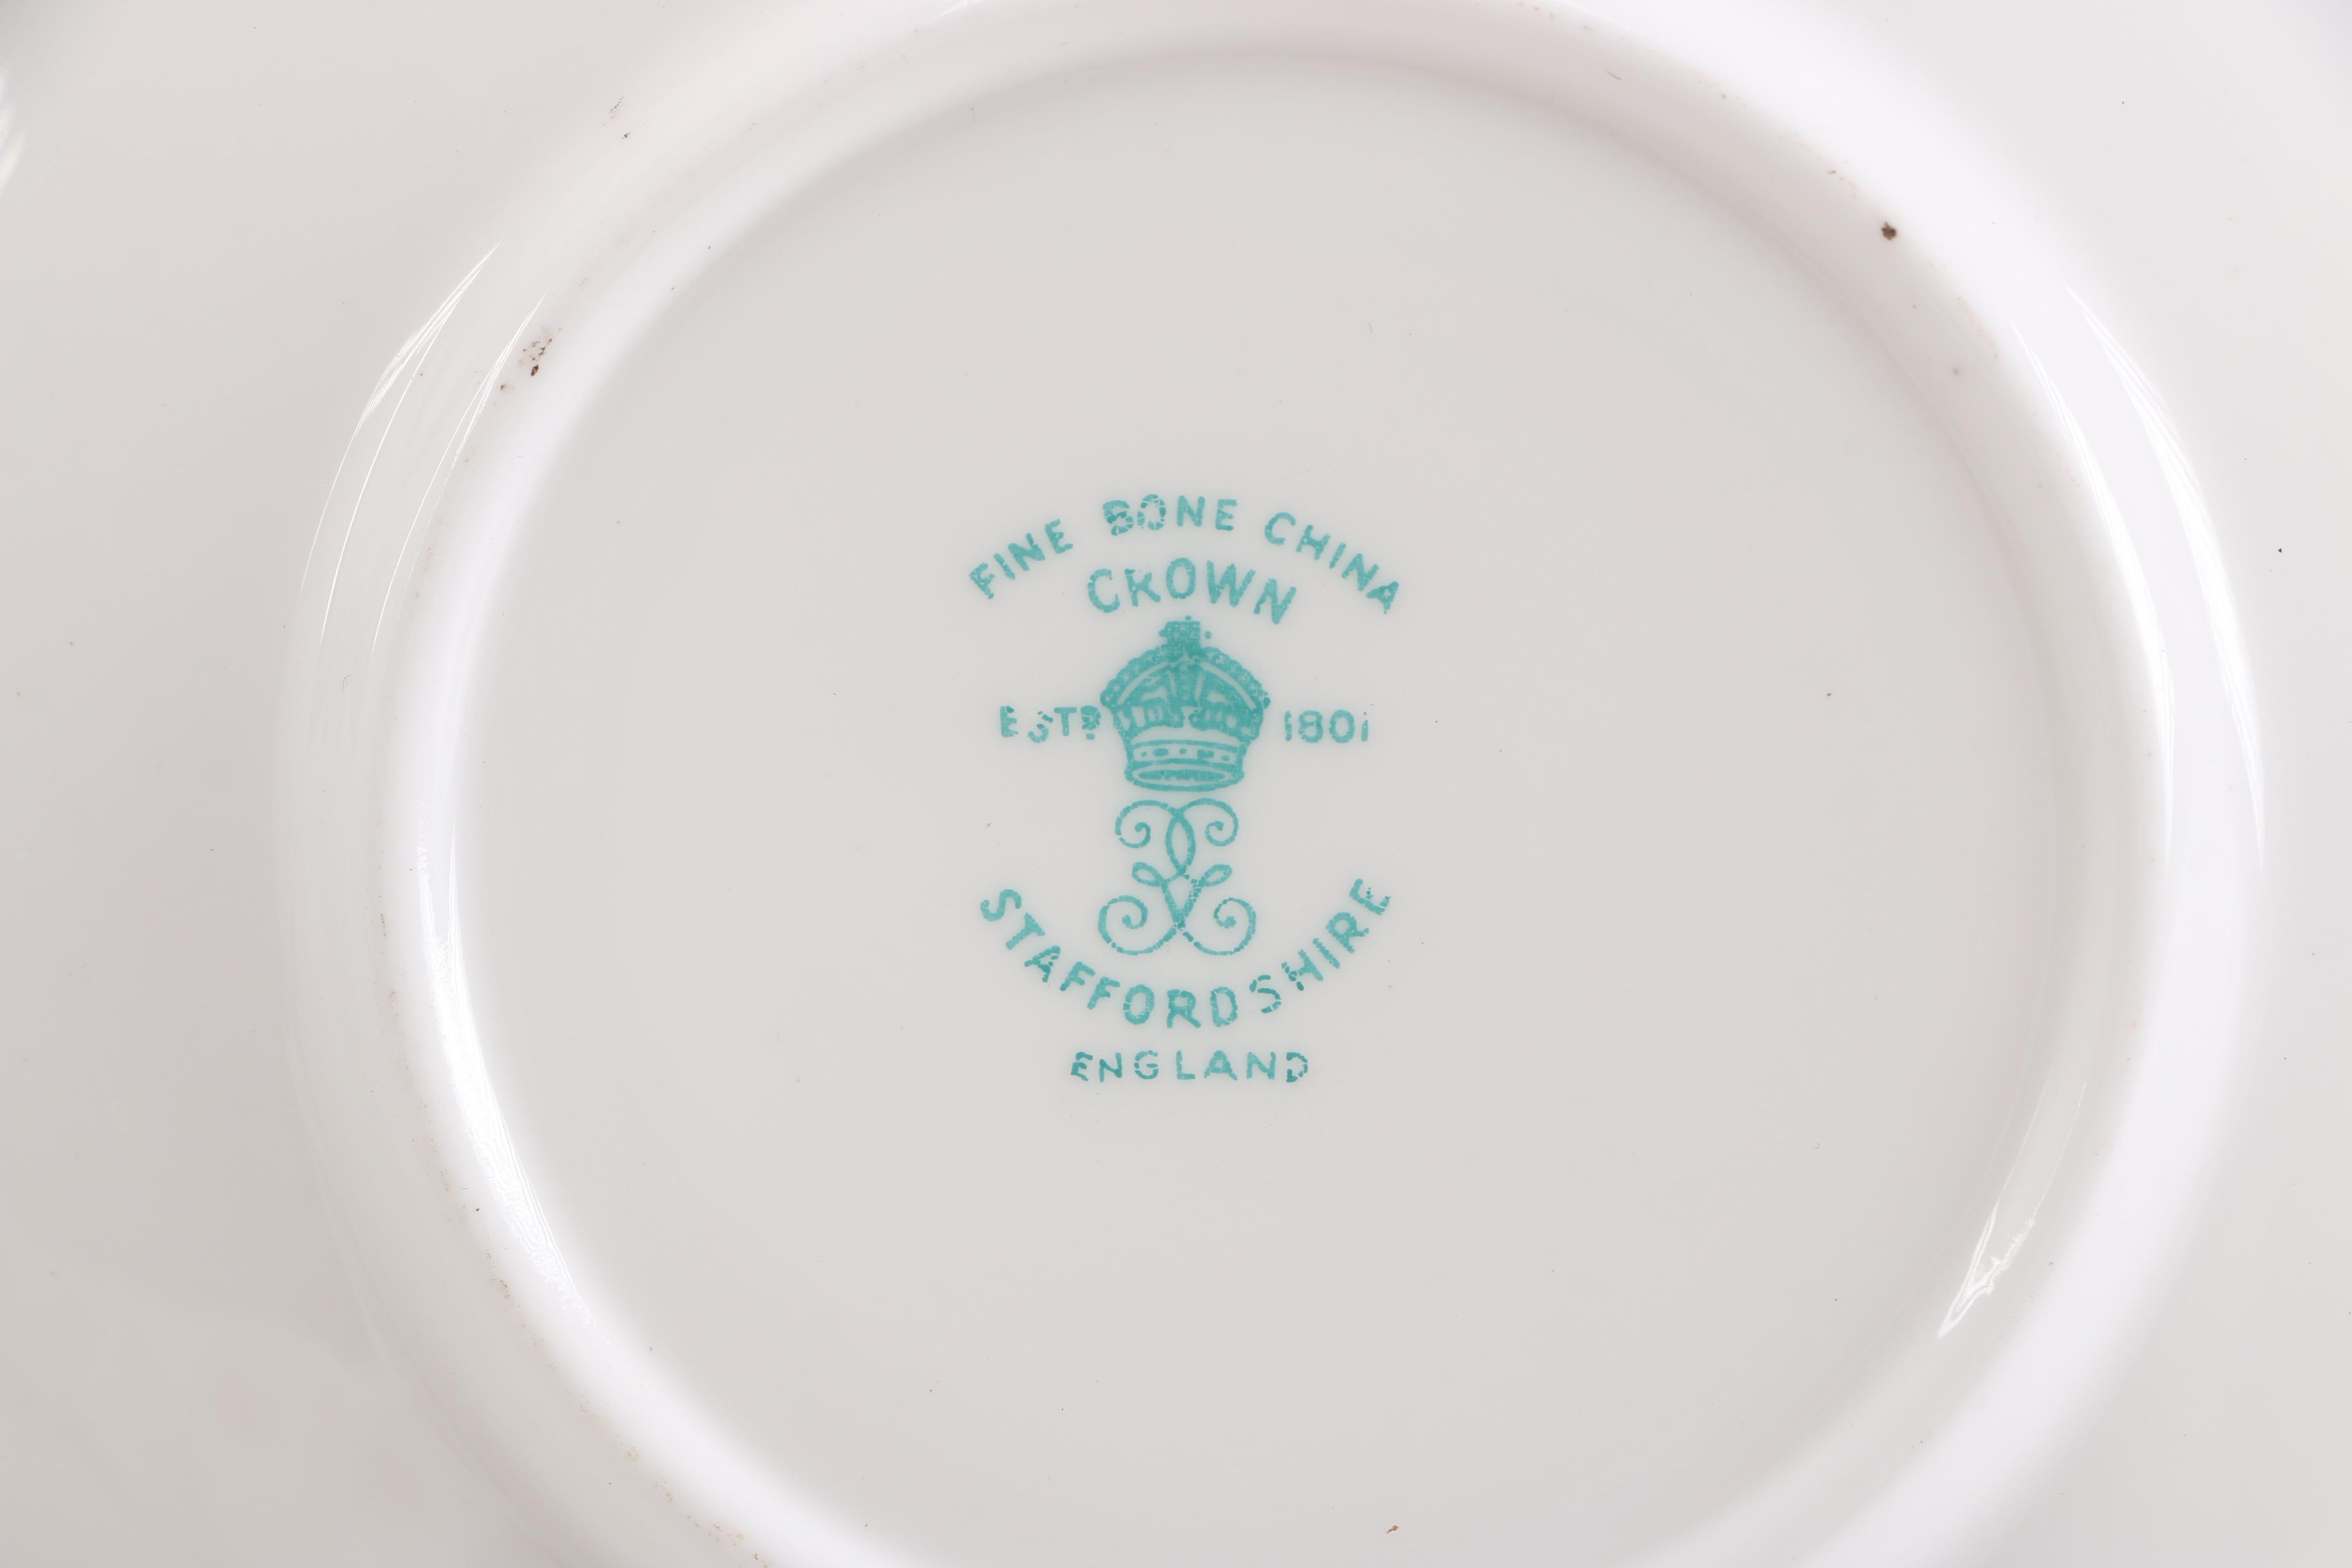 FINE BONE CHINA
CROWN
ESTD 1801
STAFFORDSHIRE
ENGLAND